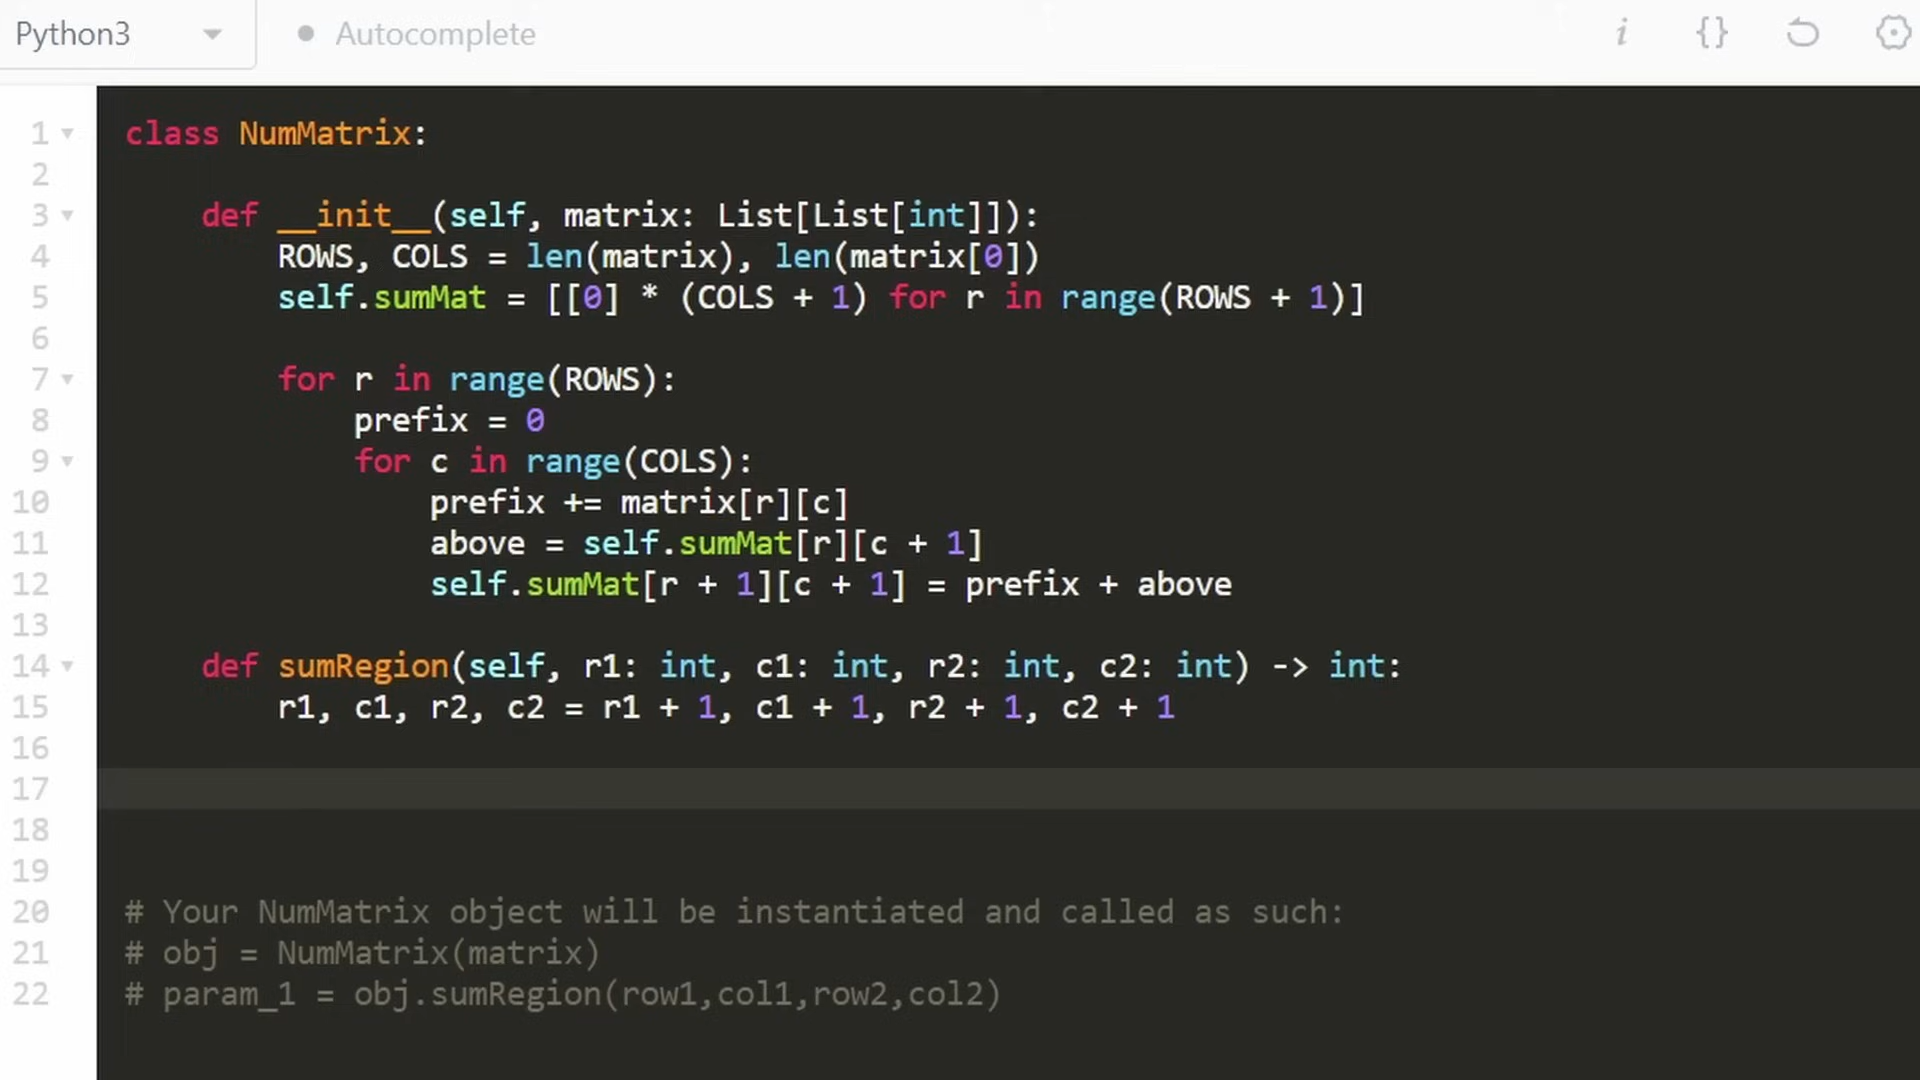 Python3
Autocomplete
1 class NumMatrix:
2
3 def __init__(self, matrix: List[List[int]]):
4 ROWS, COLS = len(matrix), len(matrix[0])
5 self.sumMat = [[0] * (COLS + 1) for r in range(ROWS + 1)]
6
7 for r in range(ROWS):
8 prefix = 0
9 for c in range(COLS):
10 prefix += matrix[r][c]
11 above = self.sumMat[r][c + 1]
12 self.sumMat[r + 1][c + 1] = prefix + above
13
14 def sumRegion(self, r1: int, c1: int, r2: int, c2: int) -> int:
15 r1, c1, r2, c2 = r1 + 1, c1 + 1, r2 + 1, c2 + 1
16
17
18
19
20 # Your NumMatrix object will be instantiated and called as such:
21 # obj = NumMatrix(matrix)
22 # param_1 = obj.sumRegion(row1,col1,row2,col2)